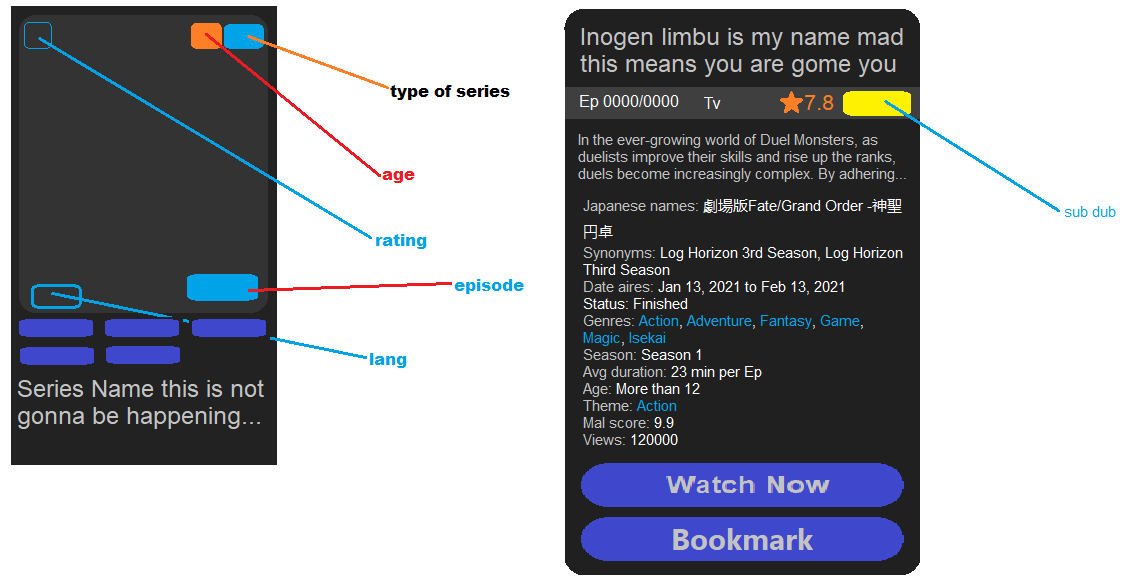 type of series
age
rating
episode
lang
Series Name this is not
gonna be happening...
Inogen limbu is my name mad
this means you are gome you
Ep 0000/0000 Tv 7.8
sub dub
In the ever-growing world of Duel Monsters, as
duelists improve their skills and rise up the ranks,
duels become increasingly complex. By adhering...
Japanese names: 劇場版Fate/Grand Order -神聖
円卓
Synonyms: Log Horizon 3rd Season, Log Horizon
Third Season
Date aires: Jan 13, 2021 to Feb 13, 2021
Status: Finished
Genres: Action, Adventure, Fantasy, Game,
Magic, Isekai
Season: Season 1
Avg duration: 23 min per Ep
Age: More than 12
Theme: Action
Mal score: 9.9
Views: 120000
Watch Now
Bookmark